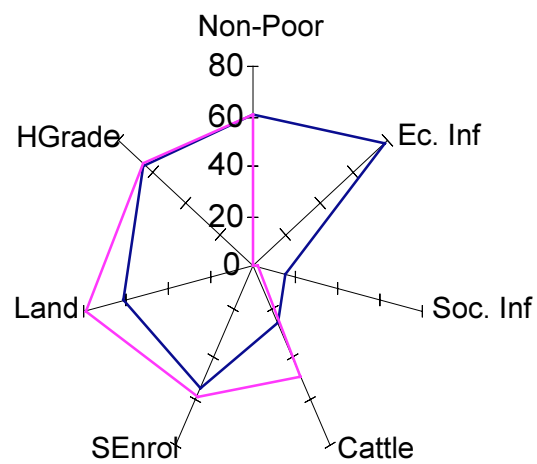 Non-Poor
80
60
HGrade
Ec. Inf
40
20
0
Land
Soc. Inf
SEnrol
Cattle